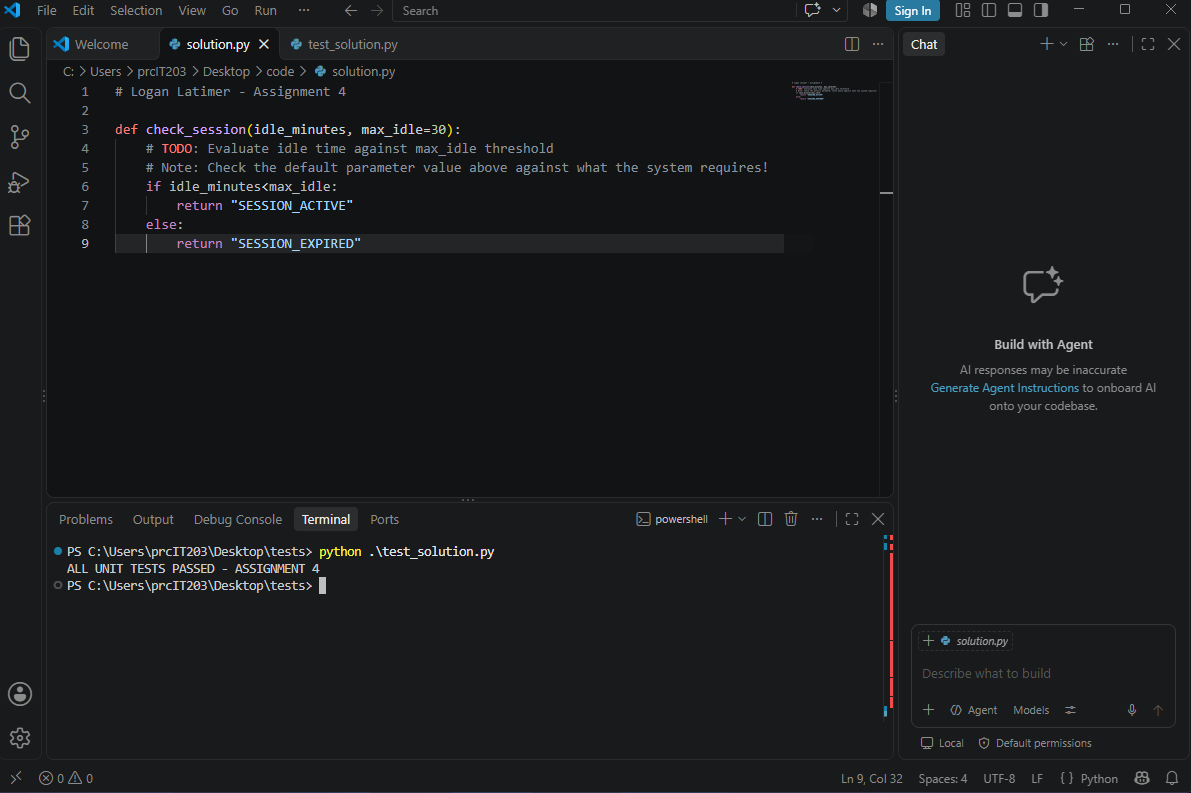 File Edit Selection View Go Run ··· Search Sign In
Welcome solution.py test_solution.py
C: > Users > prcIT203 > Desktop > code > solution.py
1 # Logan Latimer - Assignment 4
2
3 def check_session(idle_minutes, max_idle=30):
4 # TODO: Evaluate idle time against max_idle threshold
5 # Note: Check the default parameter value above against what the system requires!
6 if idle_minutes<max_idle:
7 return "SESSION_ACTIVE"
8 else:
9 return "SESSION_EXPIRED"
Problems Output Debug Console Terminal Ports
powershell
PS C:\Users\prcIT203\Desktop\tests> python .\test_solution.py
ALL UNIT TESTS PASSED - ASSIGNMENT 4
PS C:\Users\prcIT203\Desktop\tests>
Chat
Build with Agent
AI responses may be inaccurate
Generate Agent Instructions to onboard AI
onto your codebase.
solution.py
Describe what to build
Agent Models
Local Default permissions
0 0
Ln 9, Col 32 Spaces: 4 UTF-8 LF { } Python